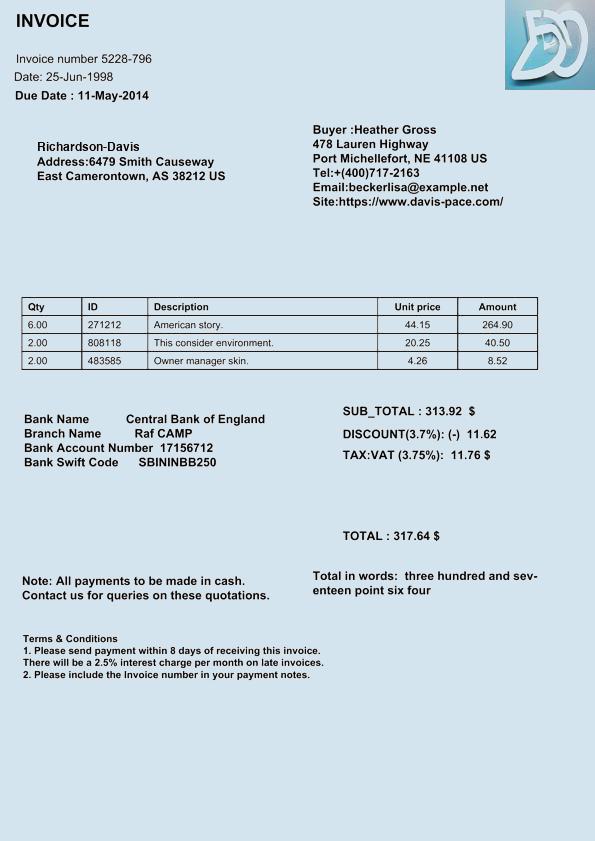 INVOICE
Invoice number 5228-796
Date: 25-Jun-1998
Due Date : 11-May-2014
Richardson-Davis
Address:6479 Smith Causeway
East Camerontown, AS 38212 US
Buyer :Heather Gross
478 Lauren Highway
Port Michellefort, NE 41108 US
Tel:+(400)717-2163
Email:beckerlisa@example.net
Site:https://www.davis-pace.com/
Qty ID Description Unit price Amount
6.00 271212 American story. 44.15 264.90
2.00 808118 This consider environment. 20.25 40.50
2.00 483585 Owner manager skin. 4.26 8.52
Bank Name Central Bank of England
Branch Name Raf CAMP
Bank Account Number 17156712
Bank Swift Code SBININBB250
SUB_TOTAL : 313.92 $
DISCOUNT(3.7%): (-) 11.62
TAX:VAT (3.75%): 11.76 $
TOTAL : 317.64 $
Note: All payments to be made in cash.
Contact us for queries on these quotations.
Total in words: three hundred and sev-
enteen point six four
Terms & Conditions
1. Please send payment within 8 days of receiving this invoice.
There will be a 2.5% interest charge per month on late invoices.
2. Please include the Invoice number in your payment notes.